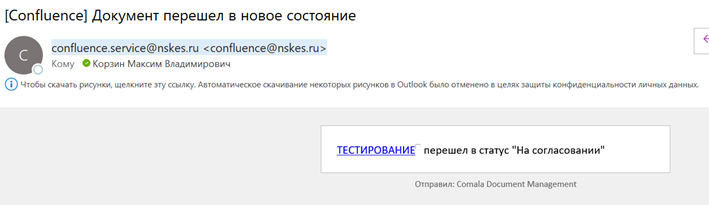 [Confluence] Документ перешел в новое состояние
C
confluence.service@nskes.ru <confluence@nskes.ru>
Кому Корзин Максим Владимирович
Чтобы скачать рисунки, щелкните эту ссылку. Автоматическое скачивание некоторых рисунков в Outlook было отменено в целях защиты конфиденциальности личных данных.
ТЕСТИРОВАНИЕ перешел в статус "На согласовании"
Отправил: Comala Document Management